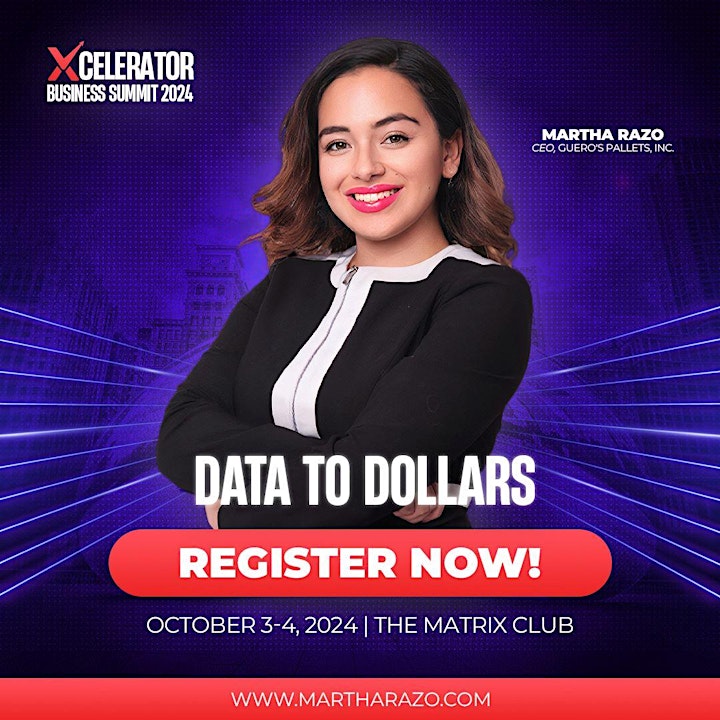 XCELERATOR
BUSINESS SUMMIT 2024
MARTHA RAZO
CEO, GUERO'S PALLETS, INC.
DATA TO DOLLARS
REGISTER NOW!
OCTOBER 3-4, 2024 | THE MATRIX CLUB
WWW.MARTHARAZO.COM